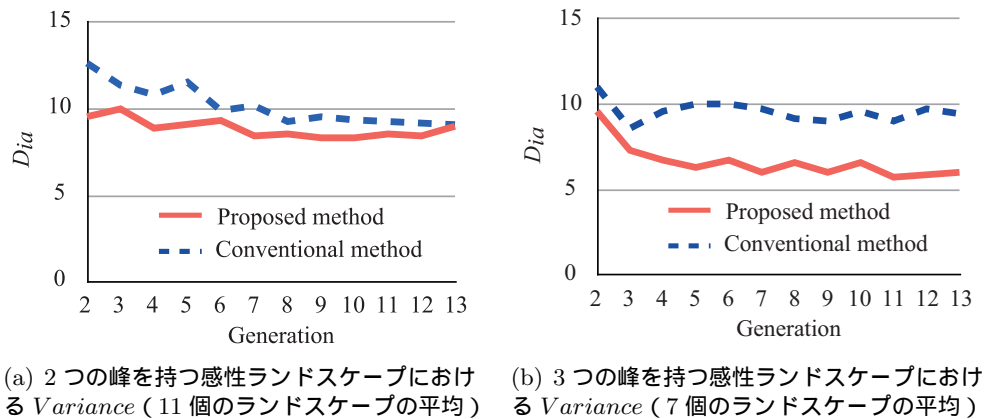 15
10
5
0
Dia
Proposed method
Conventional method
2 3 4 5 6 7 8 9 10 11 12 13
Generation
(a) 2 つの峰を持つ感性ランドスケープにおけ
る Variance ( 11 個のランドスケープの平均 )
15
10
5
0
Dia
Proposed method
Conventional method
2 3 4 5 6 7 8 9 10 11 12 13
Generation
(b) 3 つの峰を持つ感性ランドスケープにおけ
る Variance ( 7 個のランドスケープの平均 )